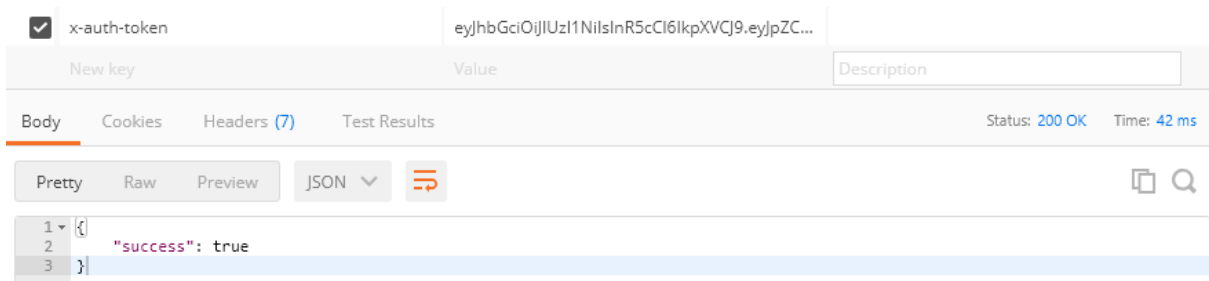 x-auth-token eyJhbGciOiJIUzI1NiIsInR5cCI6IkpXVCJ9.eyJpZC...
New key Value Description
Body Cookies Headers (7) Test Results Status: 200 OK Time: 42 ms
Pretty Raw Preview JSON
1 {
2 "success": true
3 }